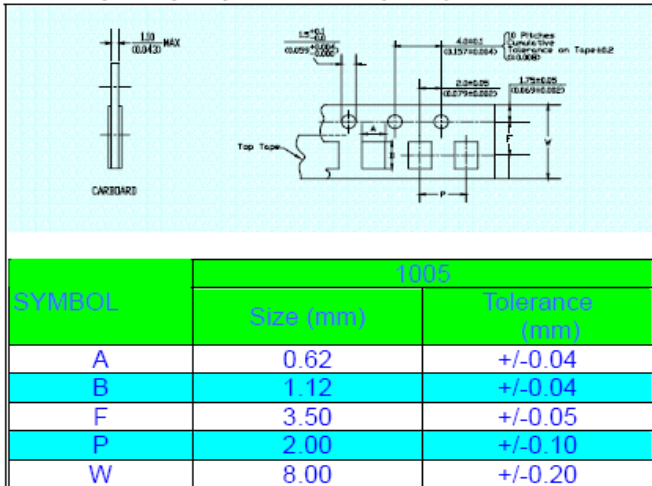 1.10 MAX
(0.043)
CARBOARD
1.5+0.1
-0.0
(0.059+0.004
-0.000)
4.0±0.1
(0.157±0.004)
10 Pitches
Cumulative
Tolerance on Tape±0.2
(±0.008)
2.0±0.05
(0.079±0.002)
1.75±0.05
(0.069±0.002)
Top Tape
A
B
F
W
P
SYMBOL
1005
Size (mm)
Tolerance
(mm)
A 0.62 +/-0.04
B 1.12 +/-0.04
F 3.50 +/-0.05
P 2.00 +/-0.10
W 8.00 +/-0.20